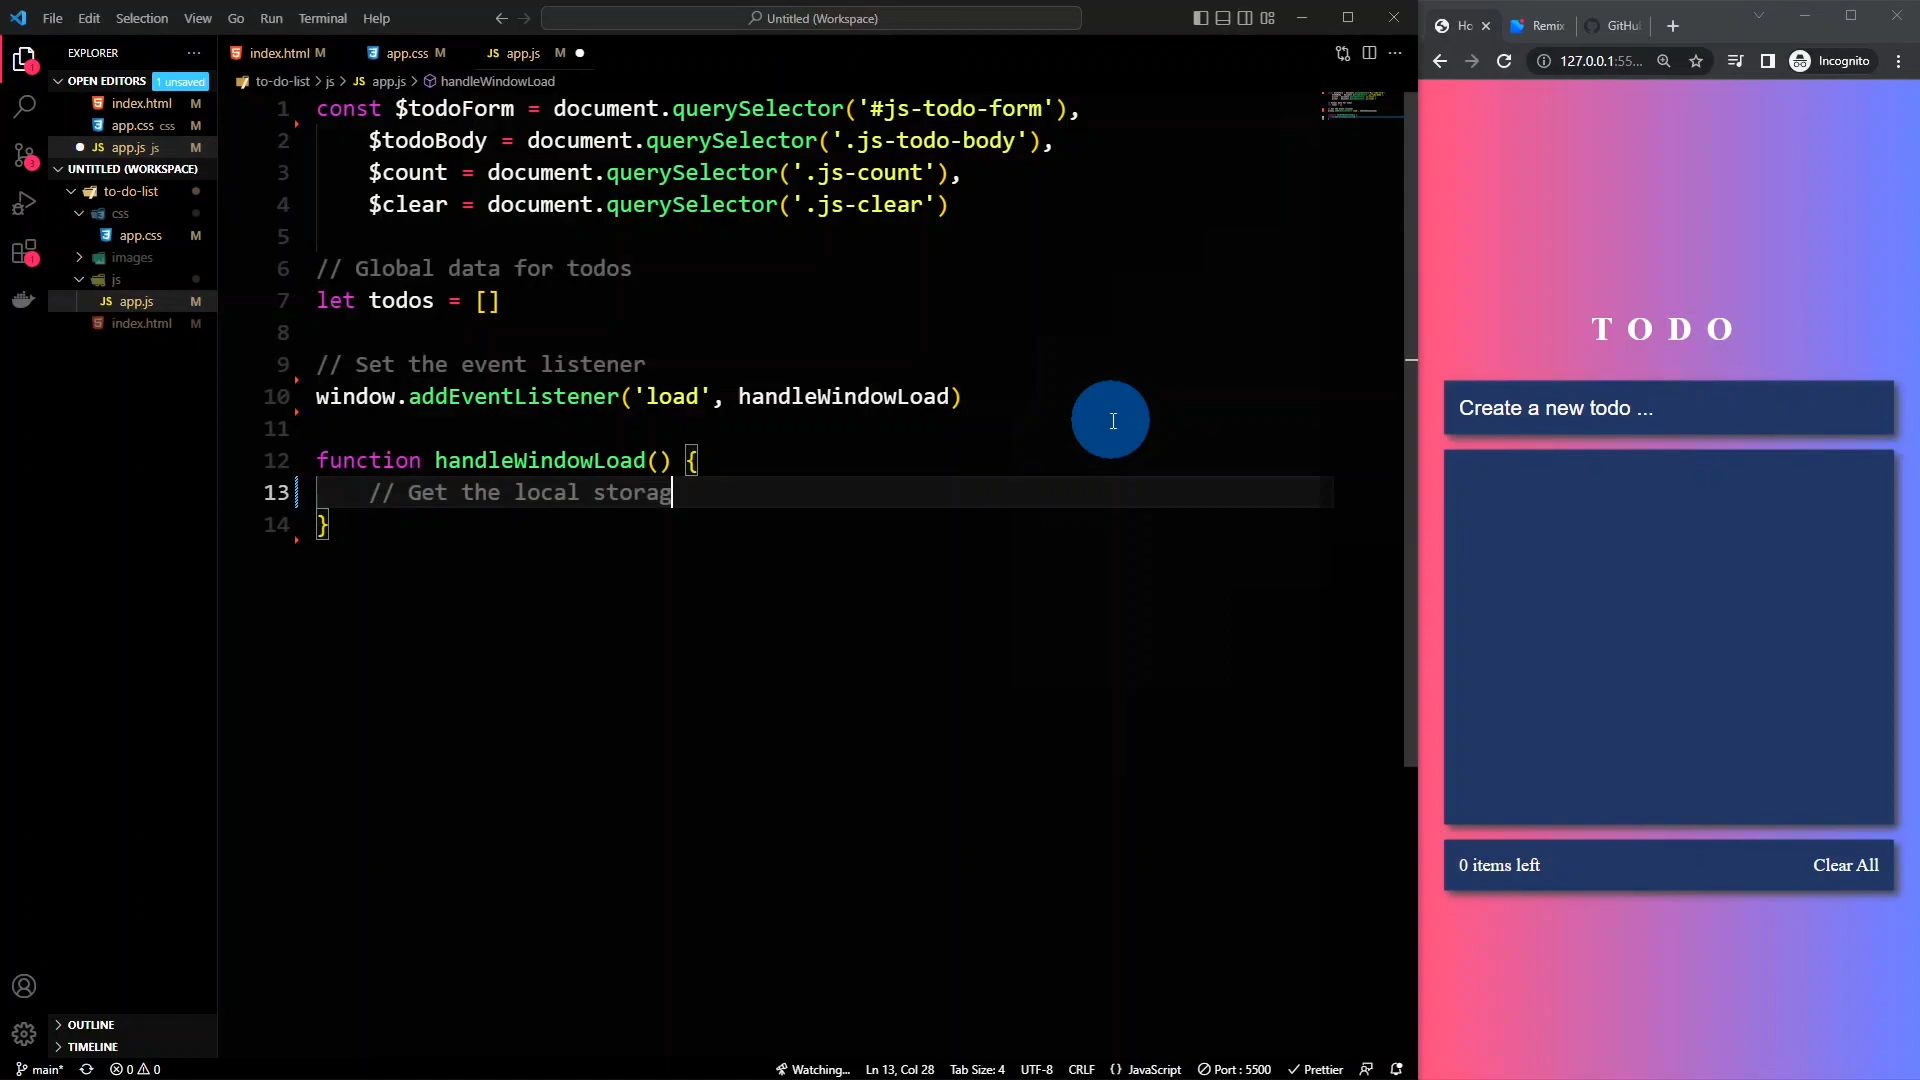 File Edit Selection View Go Run Terminal Help
Untitled (Workspace)
EXPLORER
OPEN EDITORS 1 unsaved
index.html M
app.css css M
JS app.js js M
UNTITLED (WORKSPACE)
to-do-list
css
app.css M
images
js
JS app.js M
index.html M
OUTLINE
TIMELINE
index.html M
app.css M
JS app.js M
to-do-list > js > JS app.js > handleWindowLoad
1 const $todoForm = document.querySelector('#js-todo-form'),
2 $todoBody = document.querySelector('.js-todo-body'),
3 $count = document.querySelector('.js-count'),
4 $clear = document.querySelector('.js-clear')
5
6 // Global data for todos
7 let todos = []
8
9 // Set the event listener
10 window.addEventListener('load', handleWindowLoad)
11
12 function handleWindowLoad() {
13 // Get the local storag
14 }
main* 0 0
Watching... Ln 13, Col 28 Tab Size: 4 UTF-8 CRLF {} JavaScript Port : 5500 Prettier
Ho Remix GitHu
127.0.0.1:55... Incognito
TODO
Create a new todo ...
0 items left
Clear All